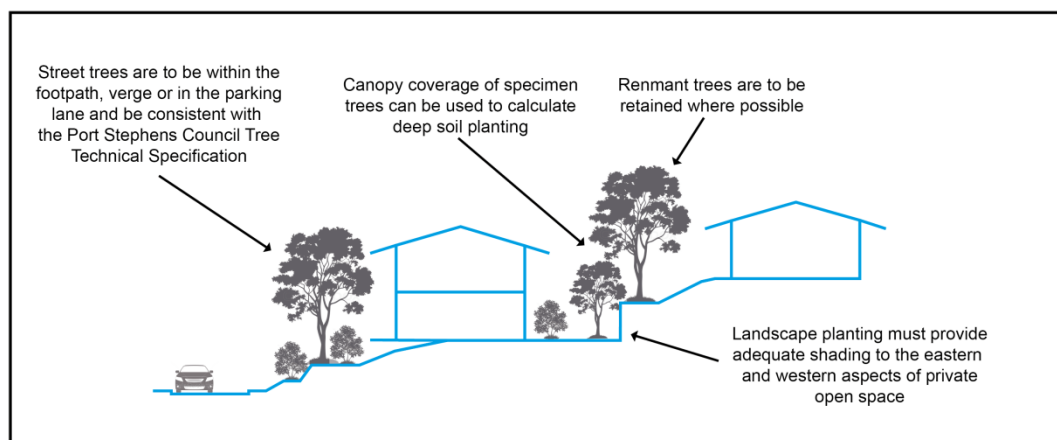 Street trees are to be within the
footpath, verge or in the parking
lane and be consistent with
the Port Stephens Council Tree
Technical Specification
Canopy coverage of specimen
trees can be used to calculate
deep soil planting
Renmant trees are to be
retained where possible
Landscape planting must provide
adequate shading to the eastern
and western aspects of private
open space